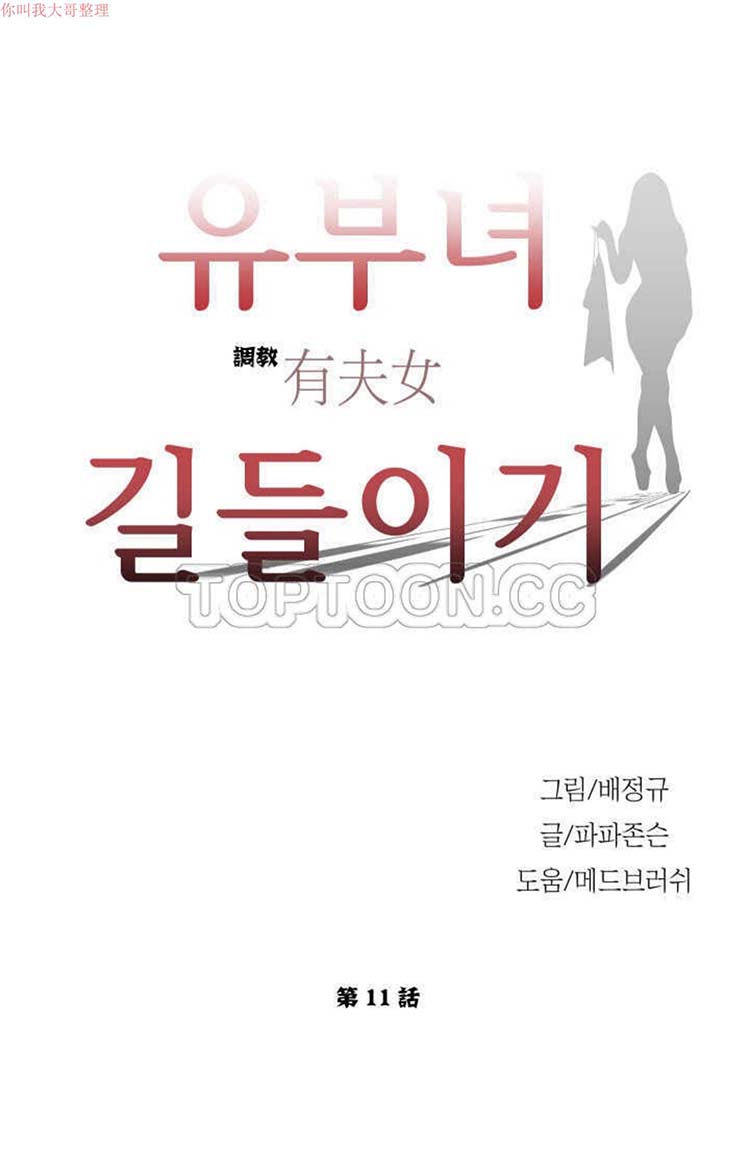 你叫我大哥整理
유부녀
調教 有夫女
길들이기
TOPTOON.CC
그림/배정규
글/파파존슨
도움/메드브러쉬
第 11 話